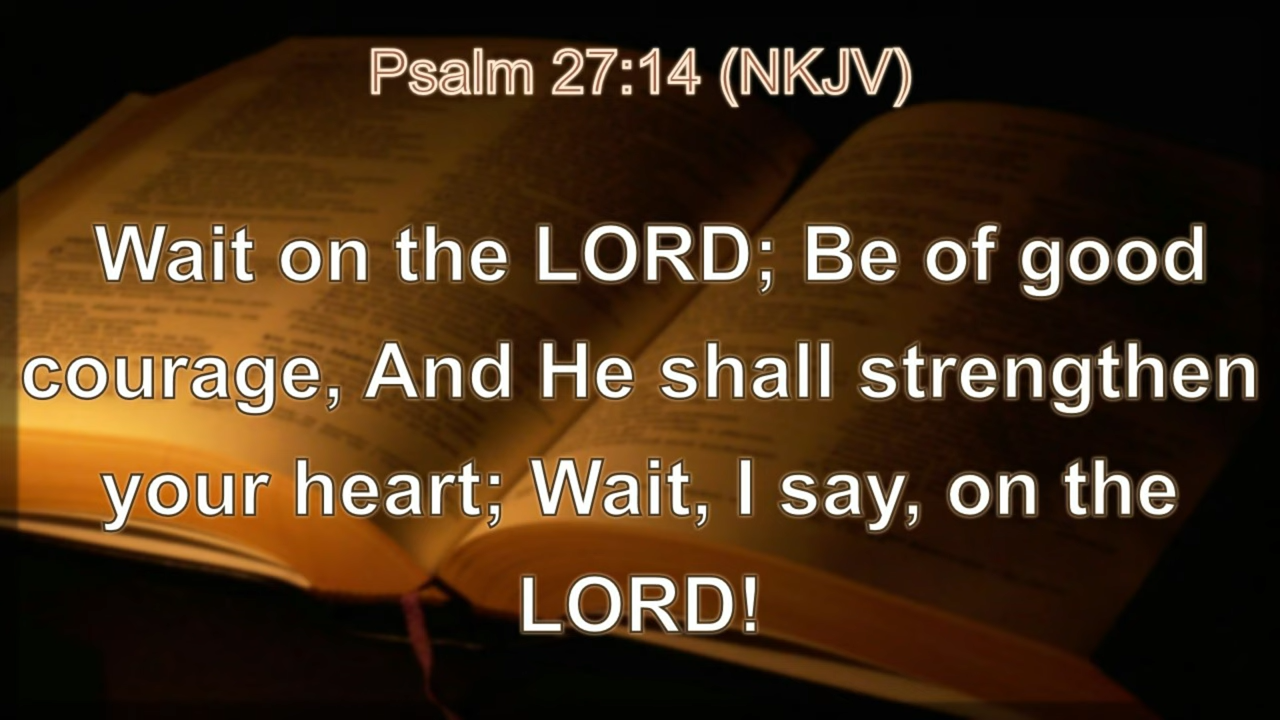 Psalm 27:14 (NKJV)
Wait on the LORD; Be of good
courage, And He shall strengthen
your heart; Wait, I say, on the
LORD!